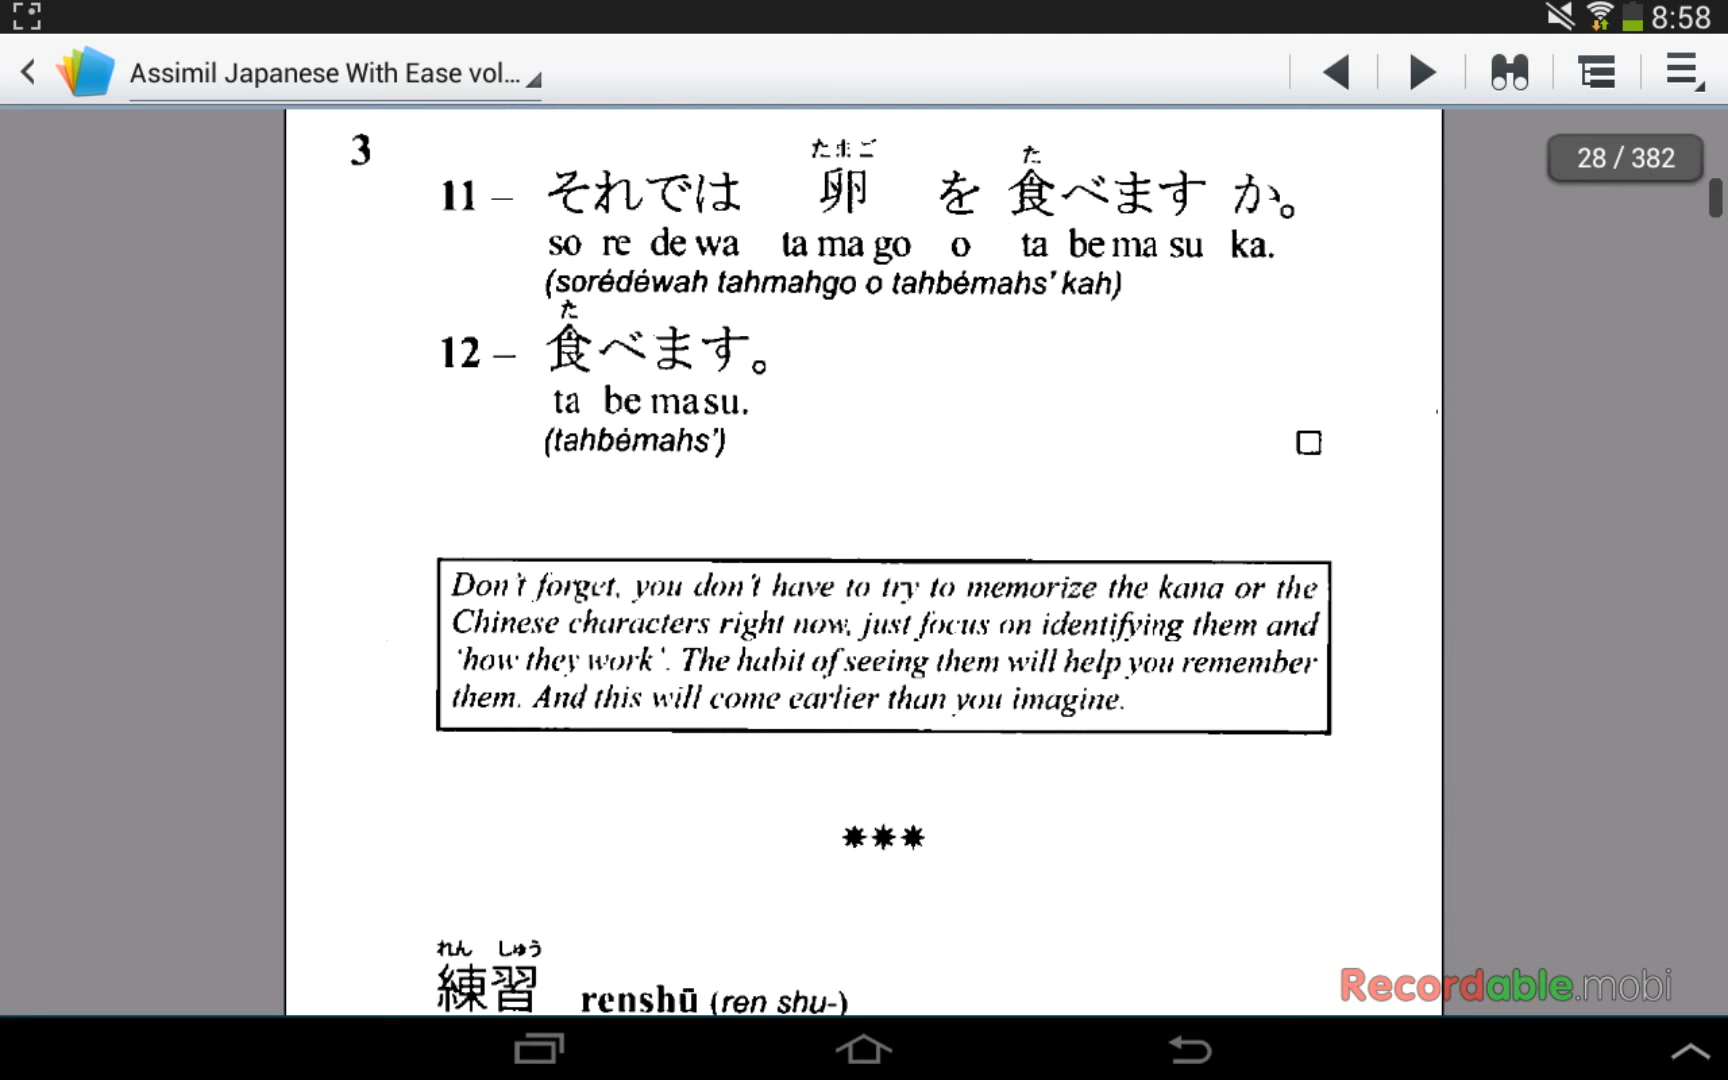 8:58
Assimil Japanese With Ease vol...
28 / 382
3
たまご た
11 – それでは 卵 を 食べます か。
so re de wa ta ma go o ta be ma su ka.
(sorédéwah tahmahgo o tahbémahs' kah)
た
12 – 食べます。
ta be ma su.
(tahbémahs')
Don't forget, you don't have to try to memorize the kana or the
Chinese characters right now, just focus on identifying them and
'how they work'. The habit of seeing them will help you remember
them. And this will come earlier than you imagine.
***
れん しゅう
練習 renshū (ren shu-)
Recordable.mobi